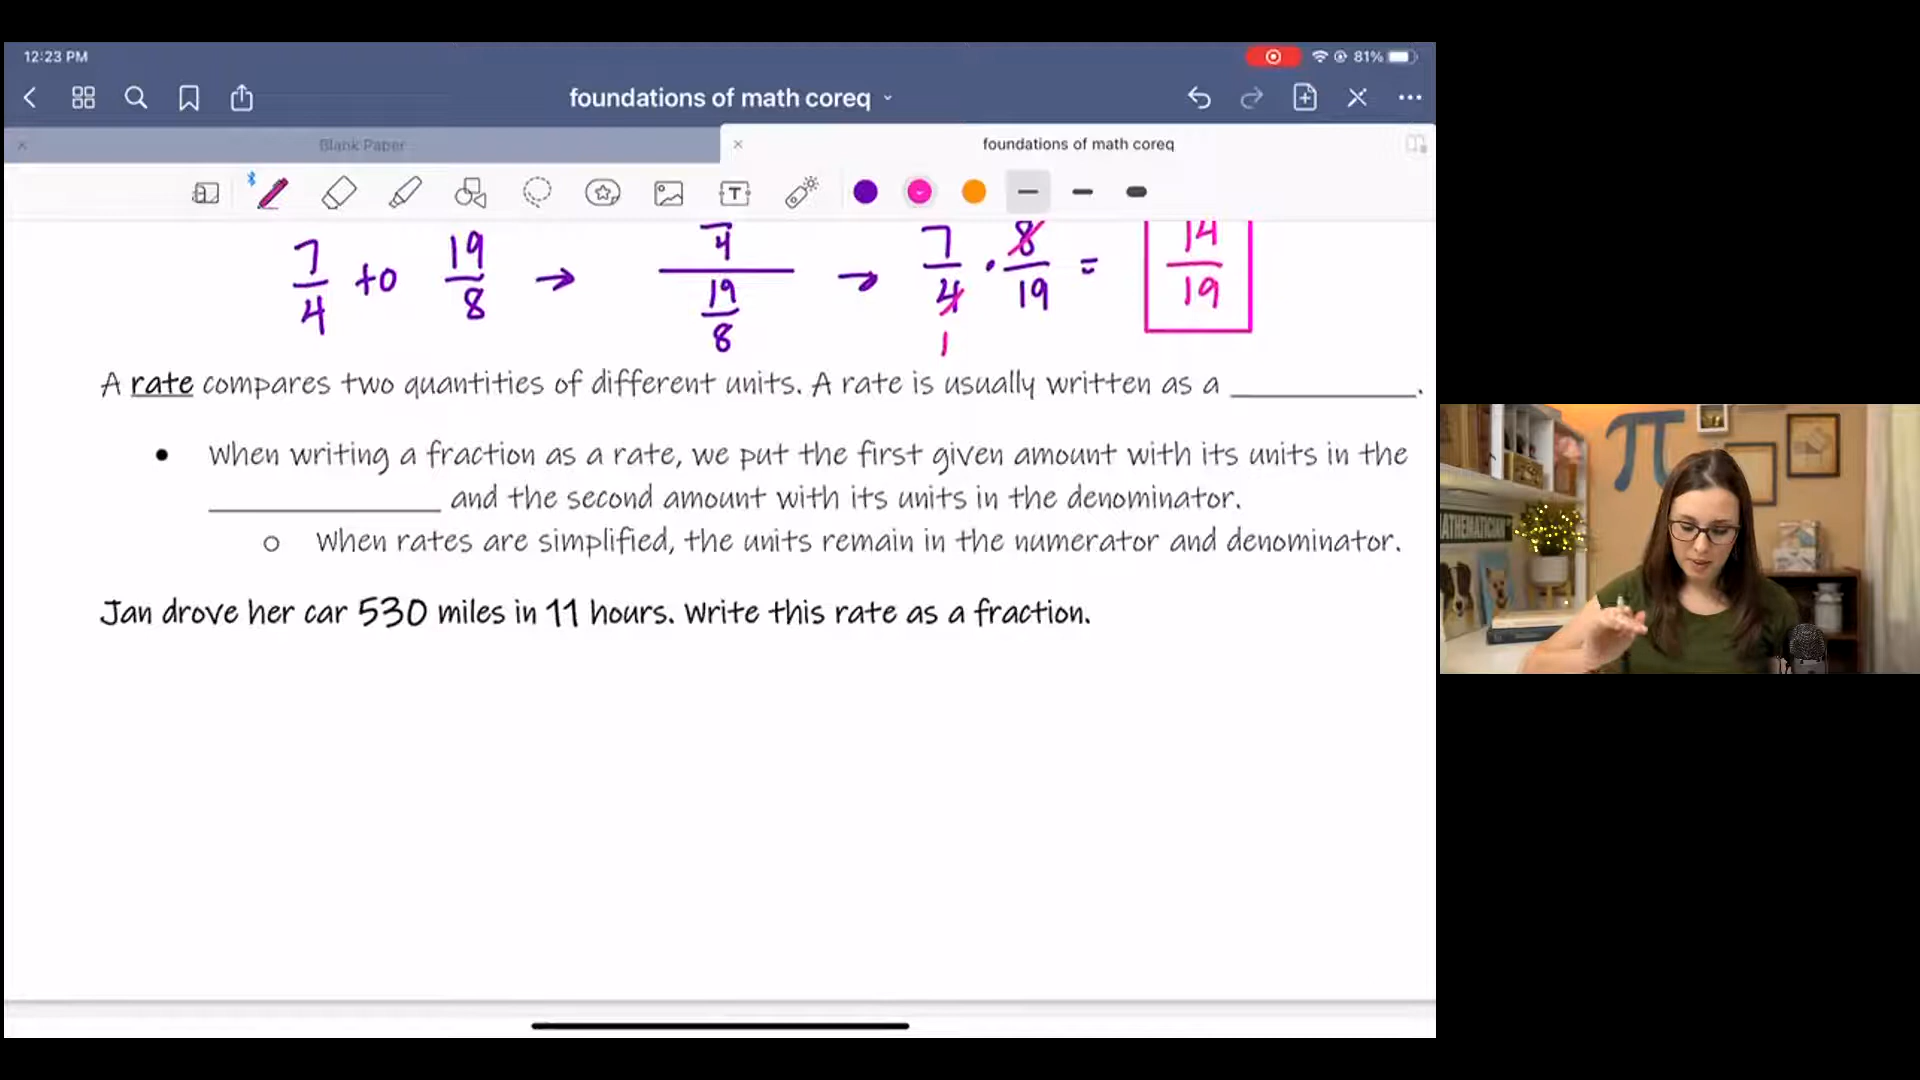 12:23 PM
81%
foundations of math coreq
Blank Paper
foundations of math coreq
T
7/4 to 19/8 → 7/4 / 19/8 → 7/4 · 8/19 = 14/19
1
A rate compares two quantities of different units. A rate is usually written as a __________.
• When writing a fraction as a rate, we put the first given amount with its units in the
__________ and the second amount with its units in the denominator.
o When rates are simplified, the units remain in the numerator and denominator.
Jan drove her car 530 miles in 11 hours. Write this rate as a fraction.
π
MATHEMATICIAN